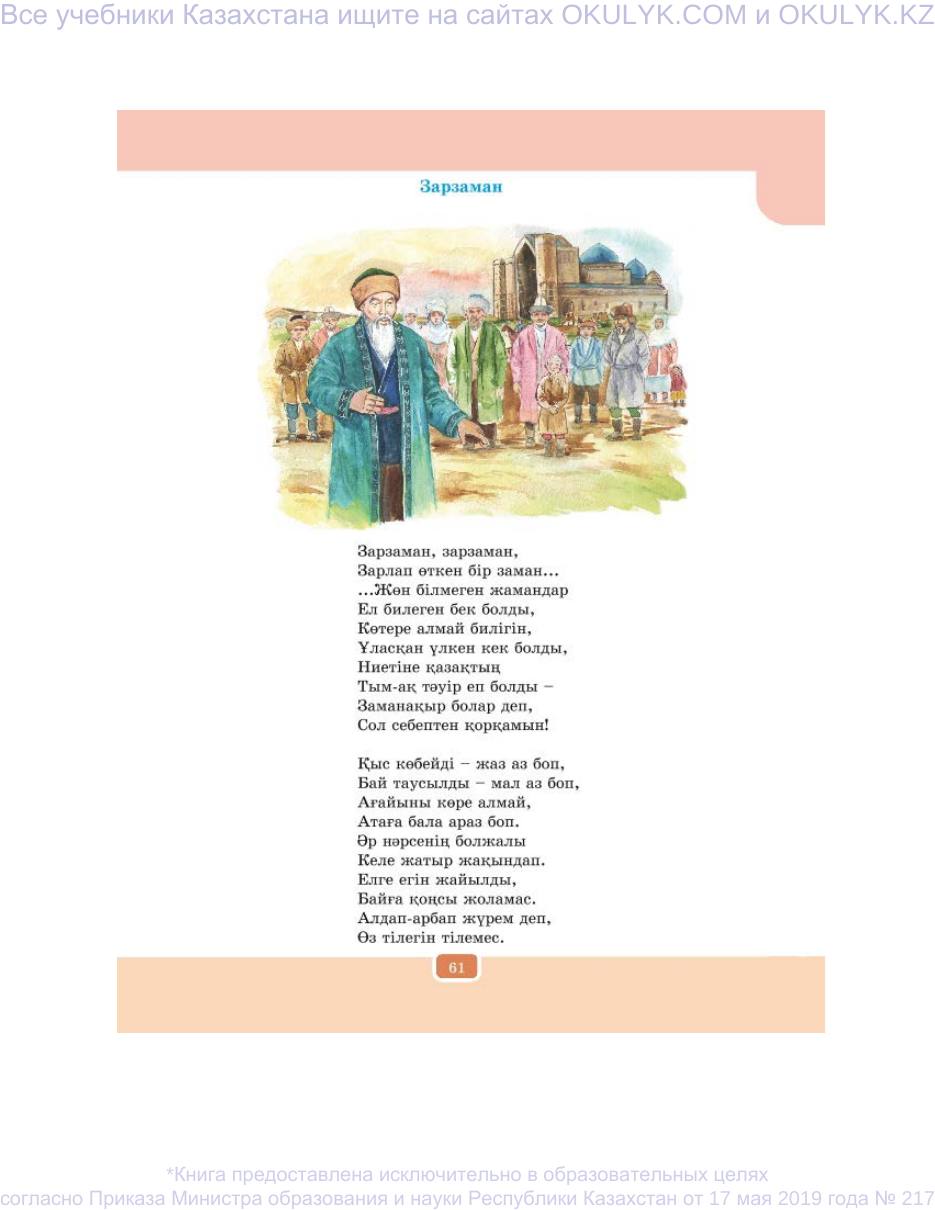 Все учебники Казахстана ищите на сайтах OKULYK.COM и OKULYK.KZ
Зарзаман
Зарзаман, зарзаман,
Зарлап өткен бір заман...
...Жөн білмеген жамандар
Ел билеген бек болды,
Көтере алмай билігін,
Ұласқан үлкен кек болды,
Ниетіне қазақтың
Тым-ақ тәуір еп болды –
Заманақыр болар деп,
Сол себептен қорқамын!
Қыс көбейді – жаз аз боп,
Бай таусылды – мал аз боп,
Ағайыны көре алмай,
Атаға бала араз боп.
Әр нәрсенің болжалы
Келе жатыр жақындап.
Елге егін жайылды,
Байға қоңсы жоламас.
Алдап-арбап жүрем деп,
Өз тілегін тілемес.
61
*Книга предоставлена исключительно в образовательных целях
согласно Приказа Министра образования и науки Республики Казахстан от 17 мая 2019 года № 217